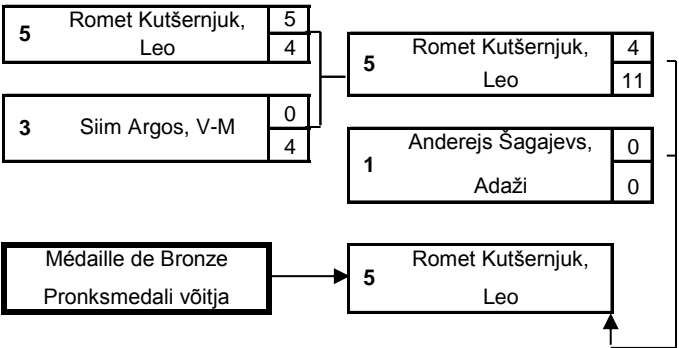 5 Romet Kutšernjuk, 5
Leo 4
3 Siim Argos, V-M 0
4
5 Romet Kutšernjuk, 4
Leo 11
1 Anderejs Šagajevs, 0
Adaži 0
Médaille de Bronze
Pronksmedali võitja
5 Romet Kutšernjuk,
Leo